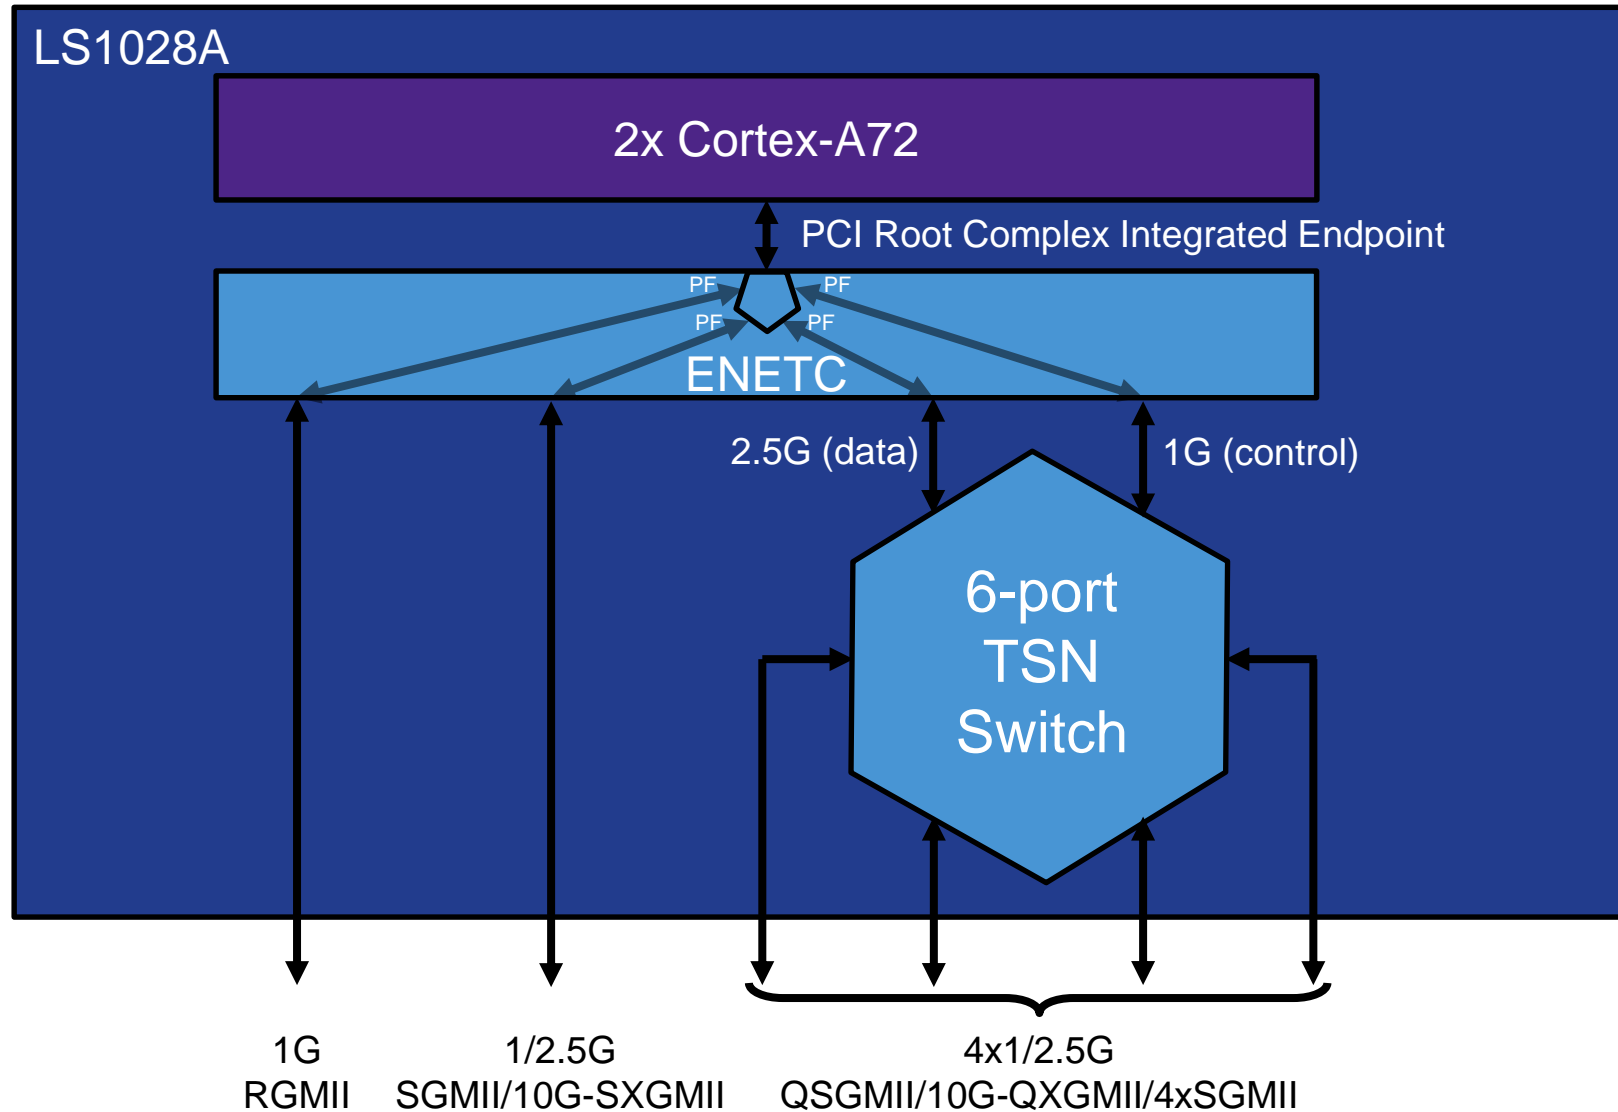 LS1028A
2x Cortex-A72
PCI Root Complex Integrated Endpoint
PF
PF
PF
PF
ENETC
2.5G (data)
1G (control)
6-port
TSN
Switch
1G
RGMII
1/2.5G
SGMII/10G-SXGMII
4x1/2.5G
QSGMII/10G-QXGMII/4xSGMII